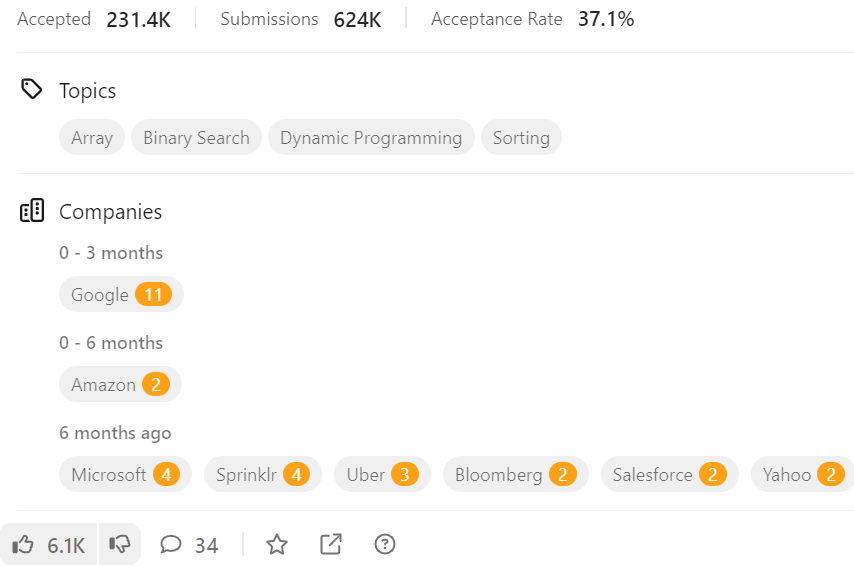 Accepted 231.4K Submissions 624K Acceptance Rate 37.1%
Topics
Array Binary Search Dynamic Programming Sorting
Companies
0 - 3 months
Google 11
0 - 6 months
Amazon 2
6 months ago
Microsoft 4 Sprinklr 4 Uber 3 Bloomberg 2 Salesforce 2 Yahoo 2
6.1K 34